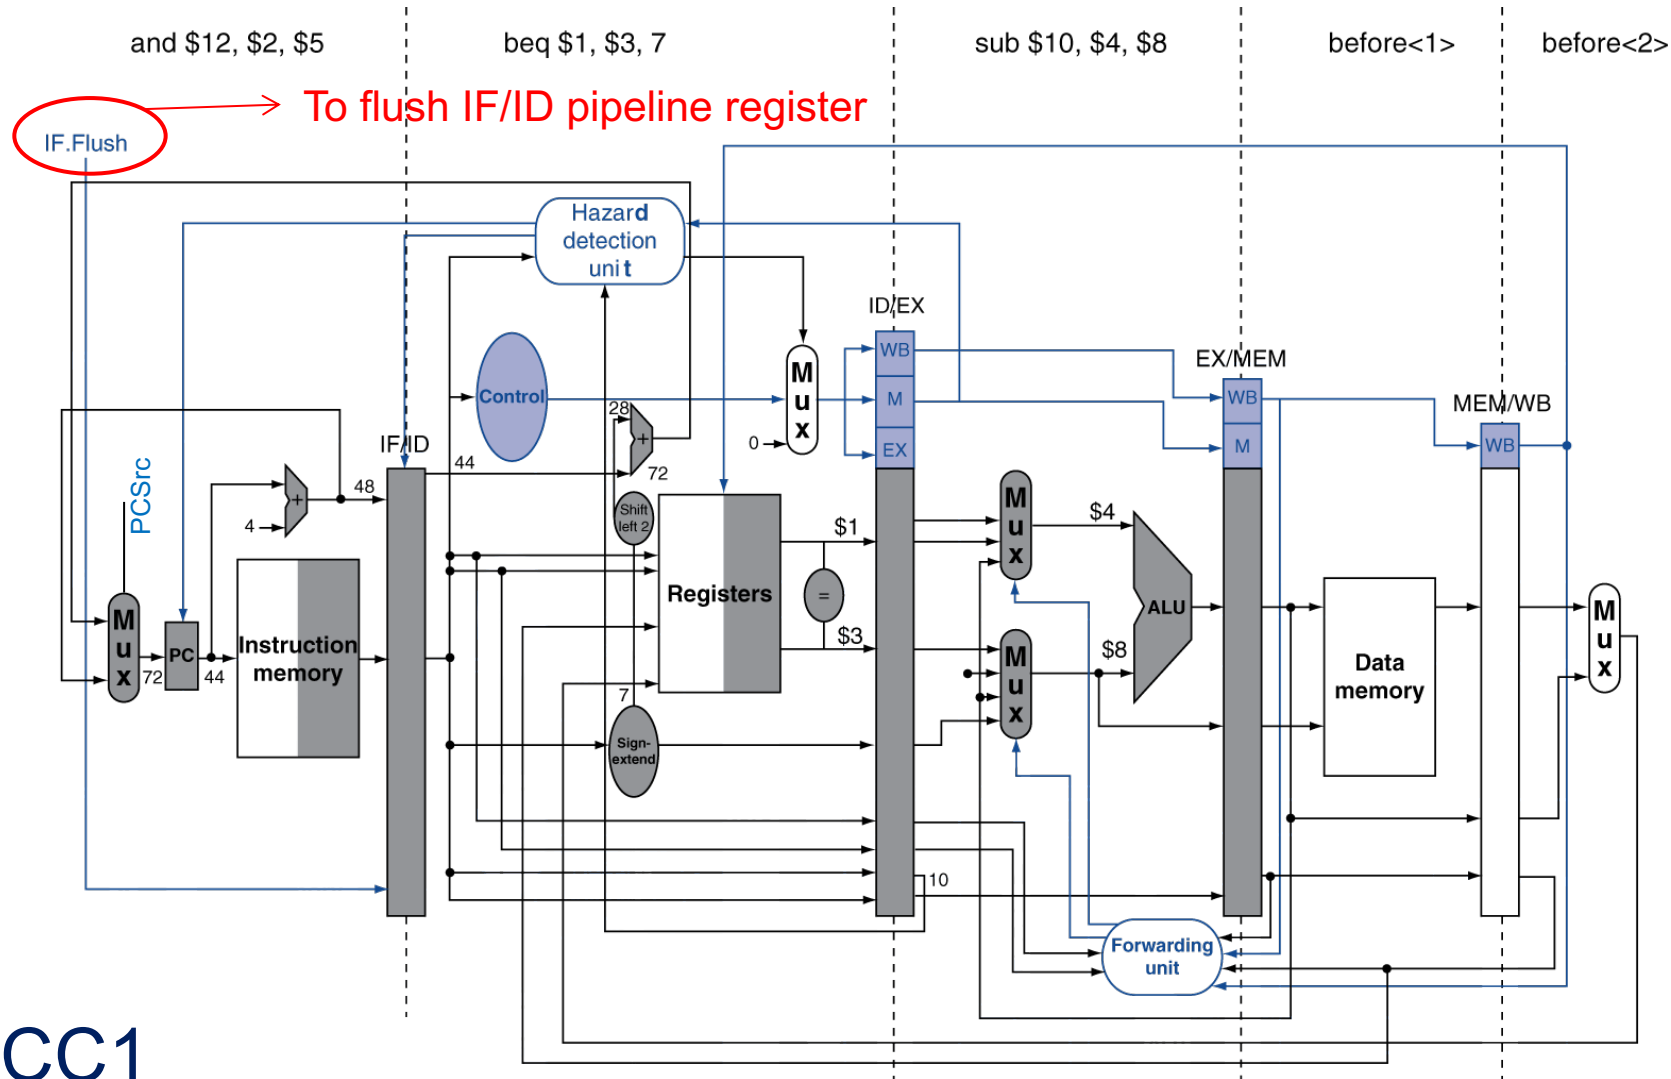 and $12, $2, $5
beq $1, $3, 7
sub $10, $4, $8
before<1>
before<2>
To flush IF/ID pipeline register
IF.Flush
Hazard
detection
unit
ID/EX
WB
M
EX
Control
Mux
0
28
+
72
EX/MEM
WB
M
MEM/WB
WB
IF/ID
44
48
PCSrc
+
4
Shift
left 2
Mux
$4
$1
Registers
=
$3
ALU
Mux
72
PC
44
Instruction
memory
Mux
$8
Data
memory
Mux
7
Sign-
extend
10
Forwarding
unit
CC1